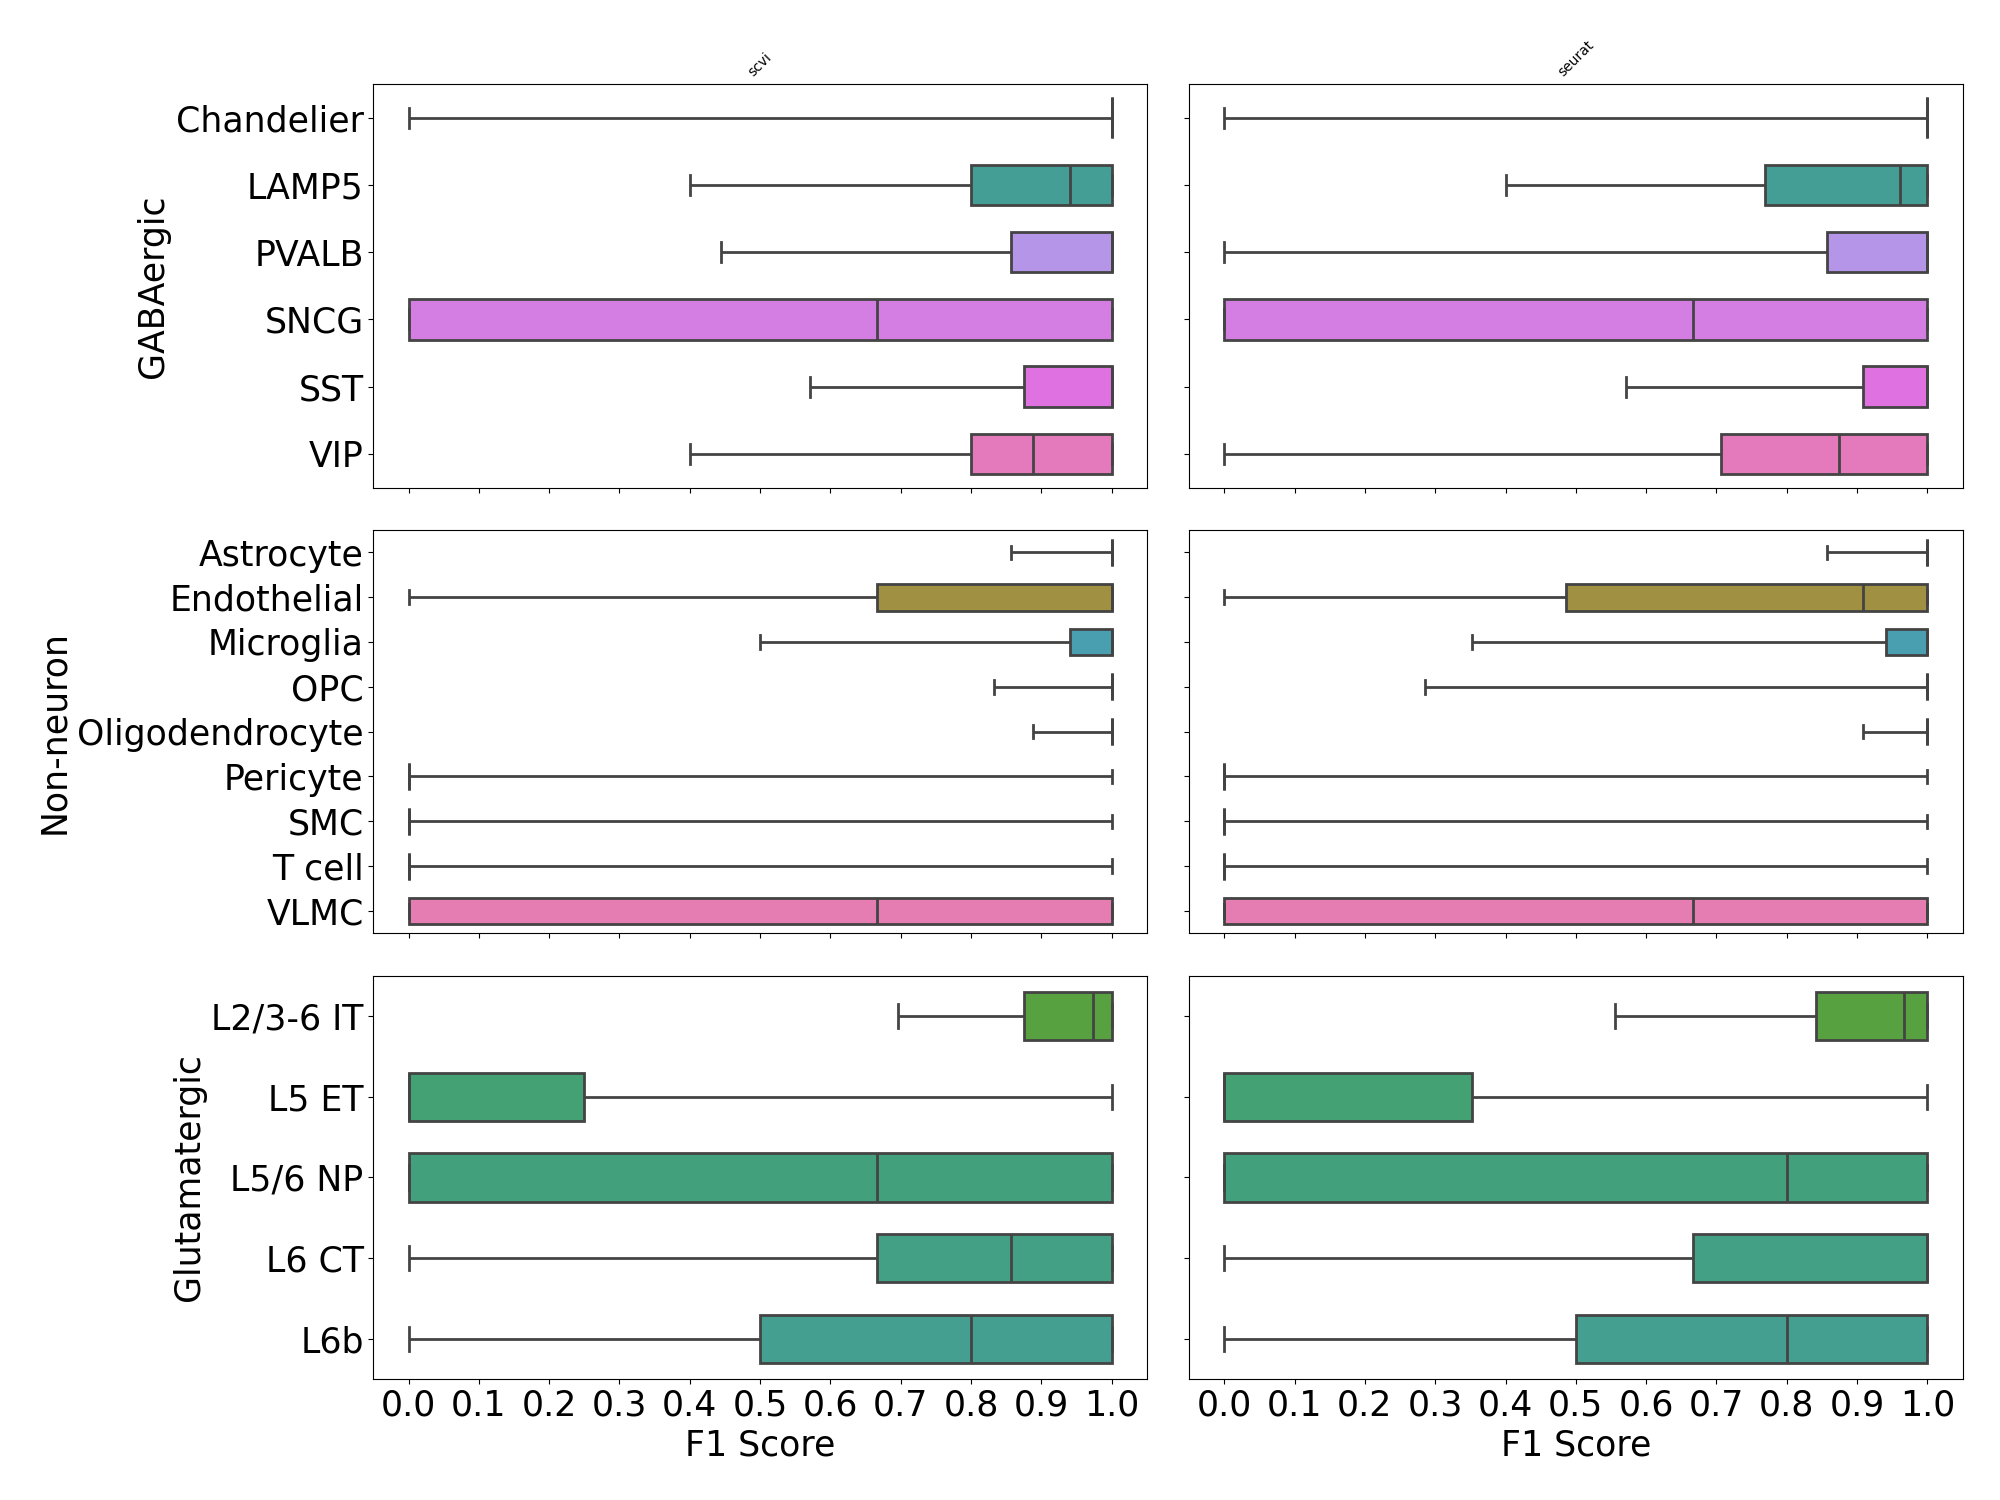 scvi
seurat
GABAergic
Chandelier
LAMP5
PVALB
SNCG
SST
VIP
Non-neuron
Astrocyte
Endothelial
Microglia
OPC
Oligodendrocyte
Pericyte
SMC
T cell
VLMC
Glutamatergic
L2/3-6 IT
L5 ET
L5/6 NP
L6 CT
L6b
0.0 0.1 0.2 0.3 0.4 0.5 0.6 0.7 0.8 0.9 1.0
F1 Score
0.0 0.1 0.2 0.3 0.4 0.5 0.6 0.7 0.8 0.9 1.0
F1 Score